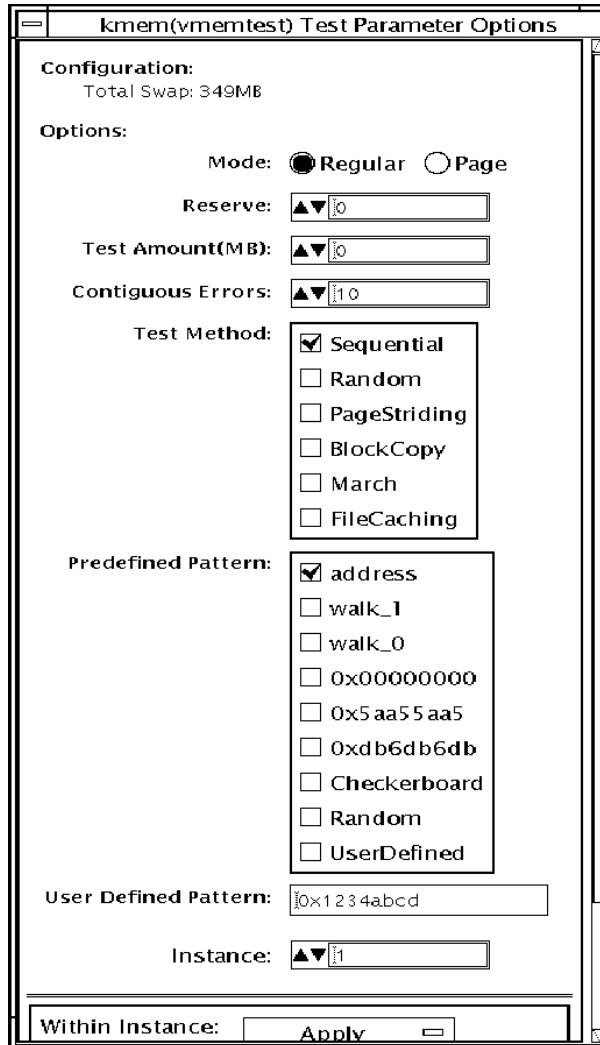 kmem(vmemtest) Test Parameter Options
Configuration:
Total Swap: 349MB
Options:
Mode: Regular Page
Reserve: 0
Test Amount(MB): 0
Contiguous Errors: 10
Test Method: Sequential
Random
PageStriding
BlockCopy
March
FileCaching
Predefined Pattern: address
walk_1
walk_0
0x00000000
0x5aa55aa5
0xdb6db6db
Checkerboard
Random
UserDefined
User Defined Pattern: 0x1234abcd
Instance: 1
Within Instance: Apply